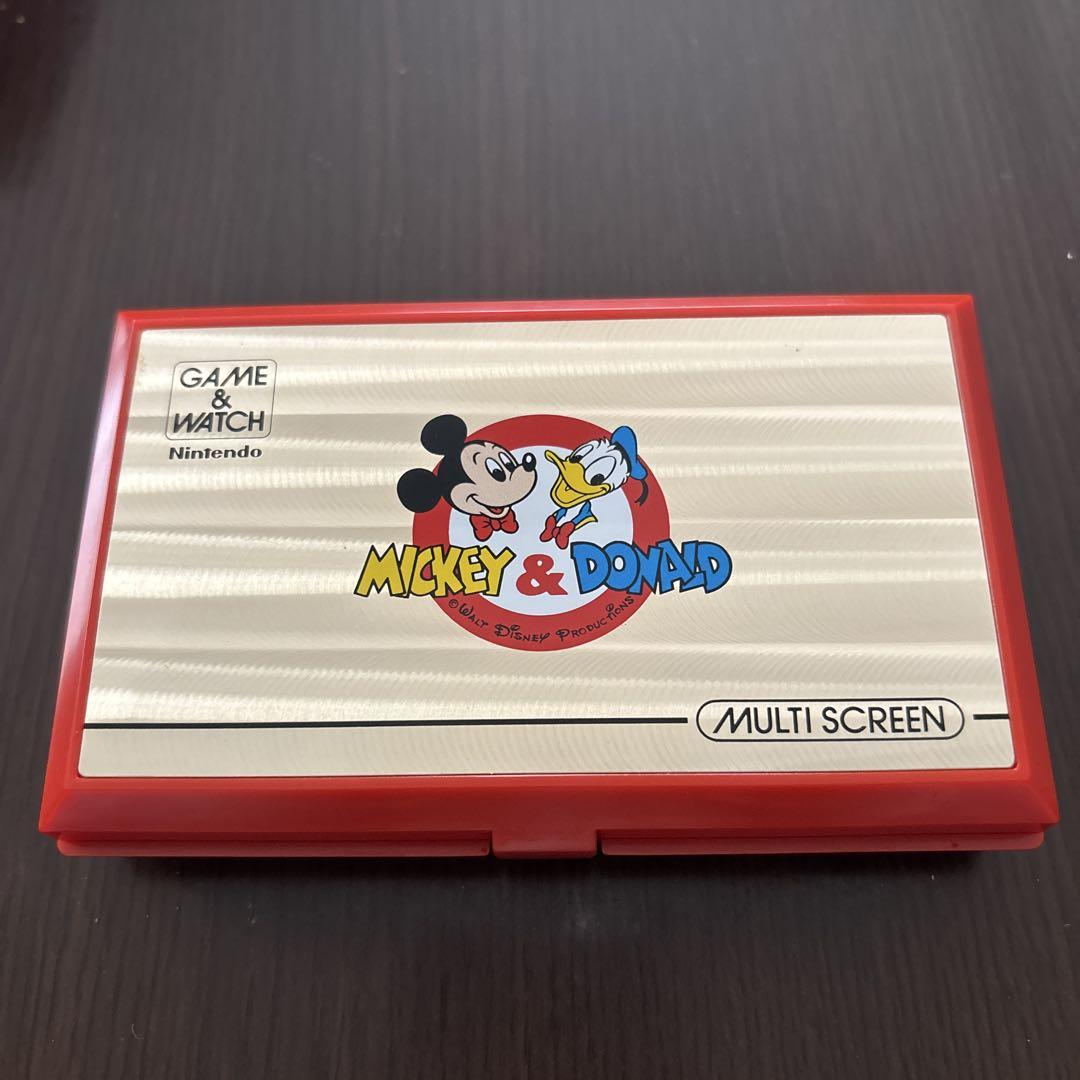 GAME
&
WATCH
Nintendo
MICKEY & DONALD
© WALT DISNEY PRODUCTIONS
MULTI SCREEN